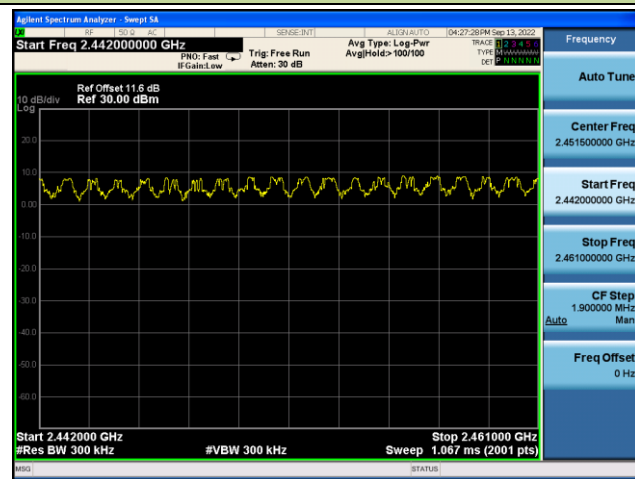 Agilent Spectrum Analyzer - Swept SA
RF 50 Ω AC SENSE:INT ALIGN AUTO 04:27:28 PM Sep 13, 2022
Start Freq 2.442000000 GHz
PNO: Fast
IFGain:Low
Trig: Free Run
Atten: 30 dB
Avg Type: Log-Pwr
Avg|Hold:>100/100
TRACE 1 2 3 4 5 6
TYPE M
DET P N N N N N
Ref Offset 11.6 dB
10 dB/div Ref 30.00 dBm
Log
20.0
10.0
0.00
-10.0
-20.0
-30.0
-40.0
-50.0
-60.0
Start 2.442000 GHz Stop 2.461000 GHz
#Res BW 300 kHz #VBW 300 kHz Sweep 1.067 ms (2001 pts)
MSG STATUS
Frequency
Auto Tune
Center Freq
2.451500000 GHz
Start Freq
2.442000000 GHz
Stop Freq
2.461000000 GHz
CF Step
1.900000 MHz
Auto Man
Freq Offset
0 Hz